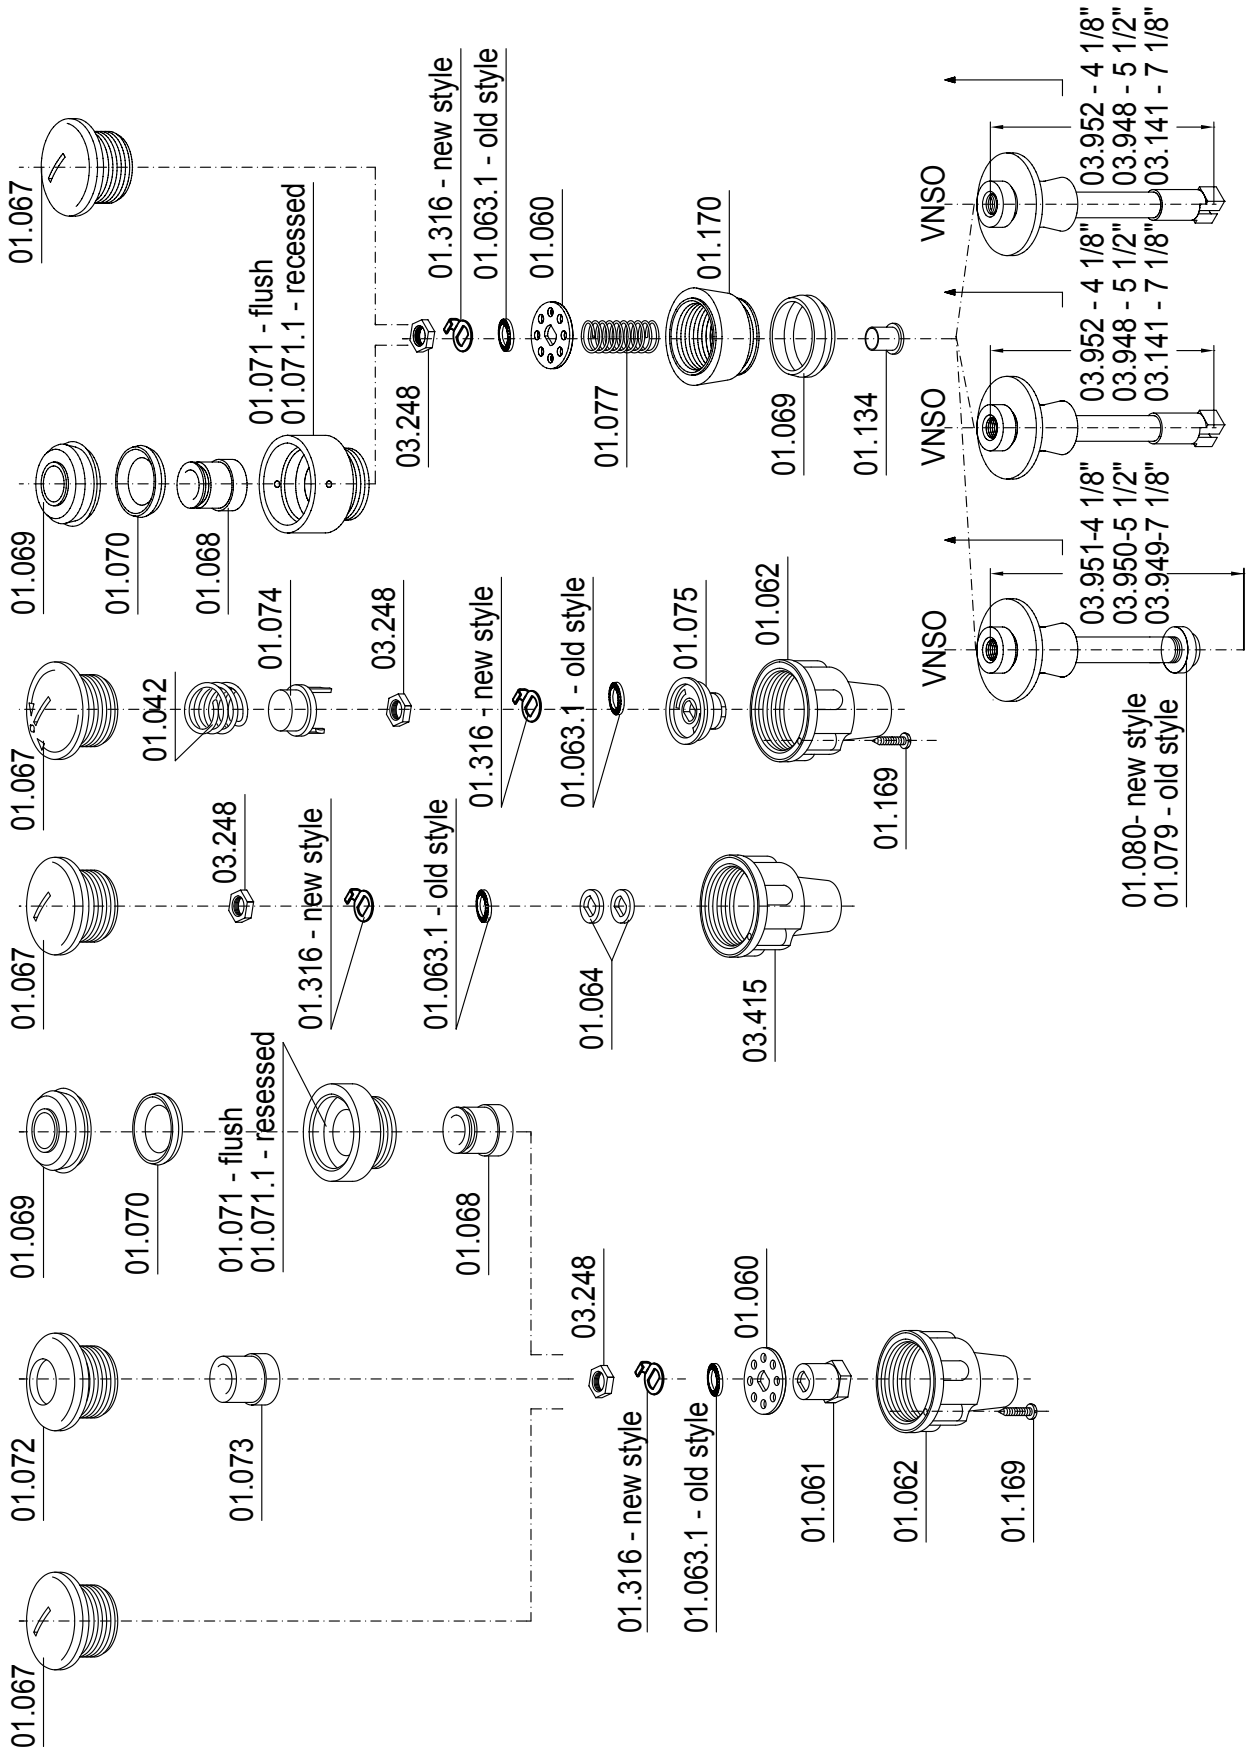 01.067
01.072
01.073
01.069
01.070
01.071 - flush
01.071.1 - resessed
01.068
03.248
01.316 - new style
01.063.1 - old style
01.060
01.061
01.062
01.169
01.067
03.248
01.316 - new style
01.063.1 - old style
01.064
03.415
01.067
01.042
01.074
03.248
01.316 - new style
01.063.1 - old style
01.075
01.062
01.169
01.069
01.070
01.068
01.071 - flush
01.071.1 - recessed
01.067
03.248
01.316 - new style
01.063.1 - old style
01.060
01.077
01.170
01.069
01.134
VNSO
03.951-4 1/8"
03.950-5 1/2"
03.949-7 1/8"
01.080- new style
01.079 - old style
VNSO
03.952 - 4 1/8"
03.948 - 5 1/2"
03.141 - 7 1/8"
VNSO
03.952 - 4 1/8"
03.948 - 5 1/2"
03.141 - 7 1/8"